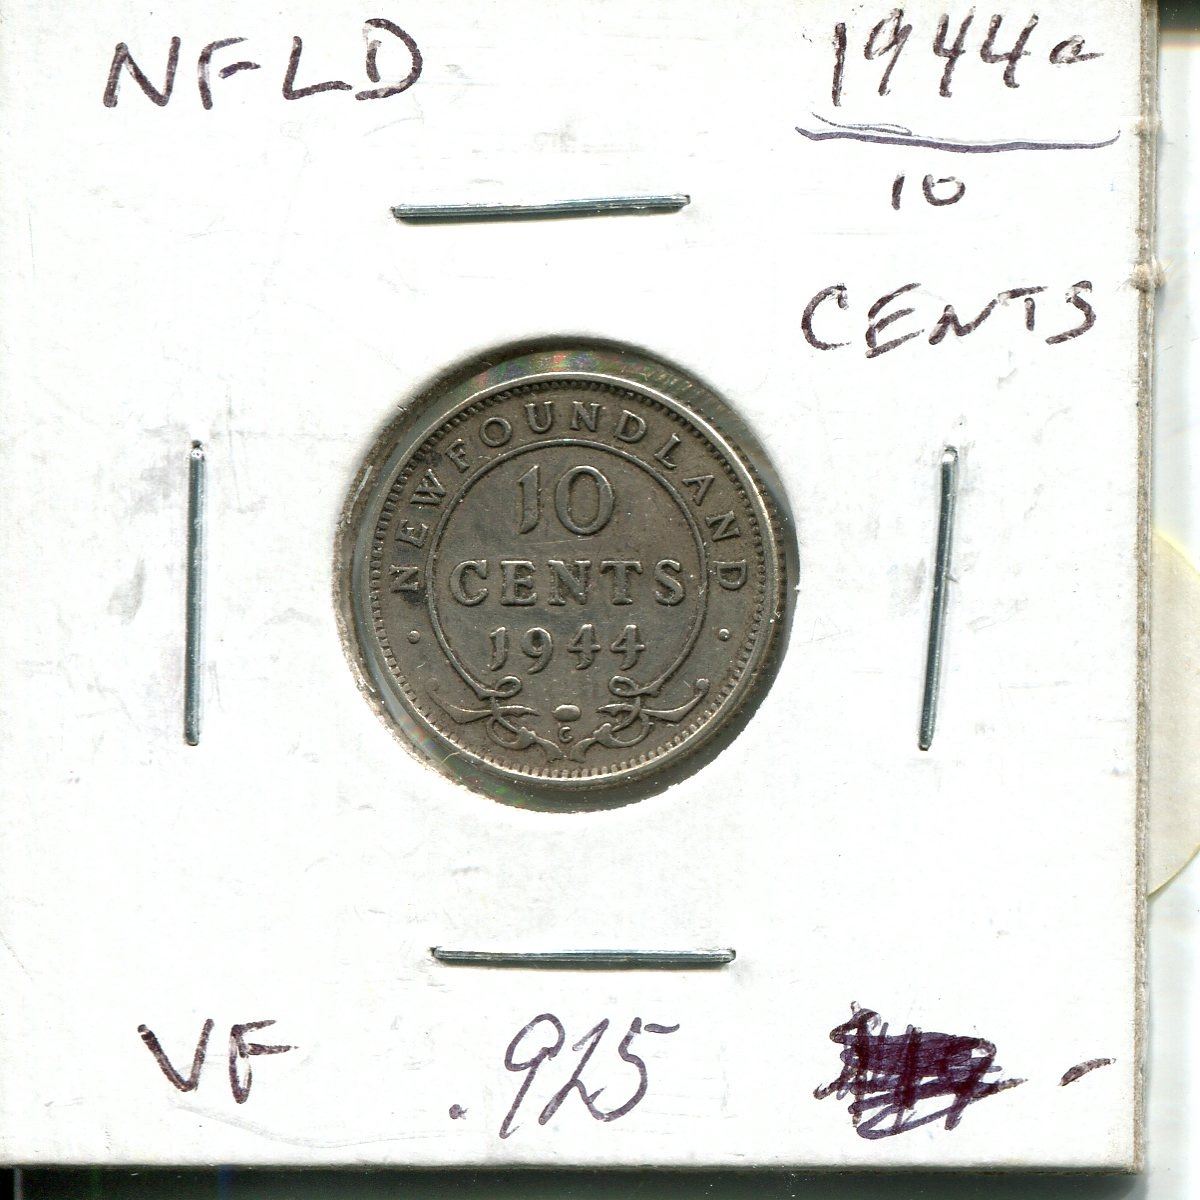 NFLD
1944c
10
CENTS
NEWFOUNDLAND
10
CENTS
1944
C
VF
.925